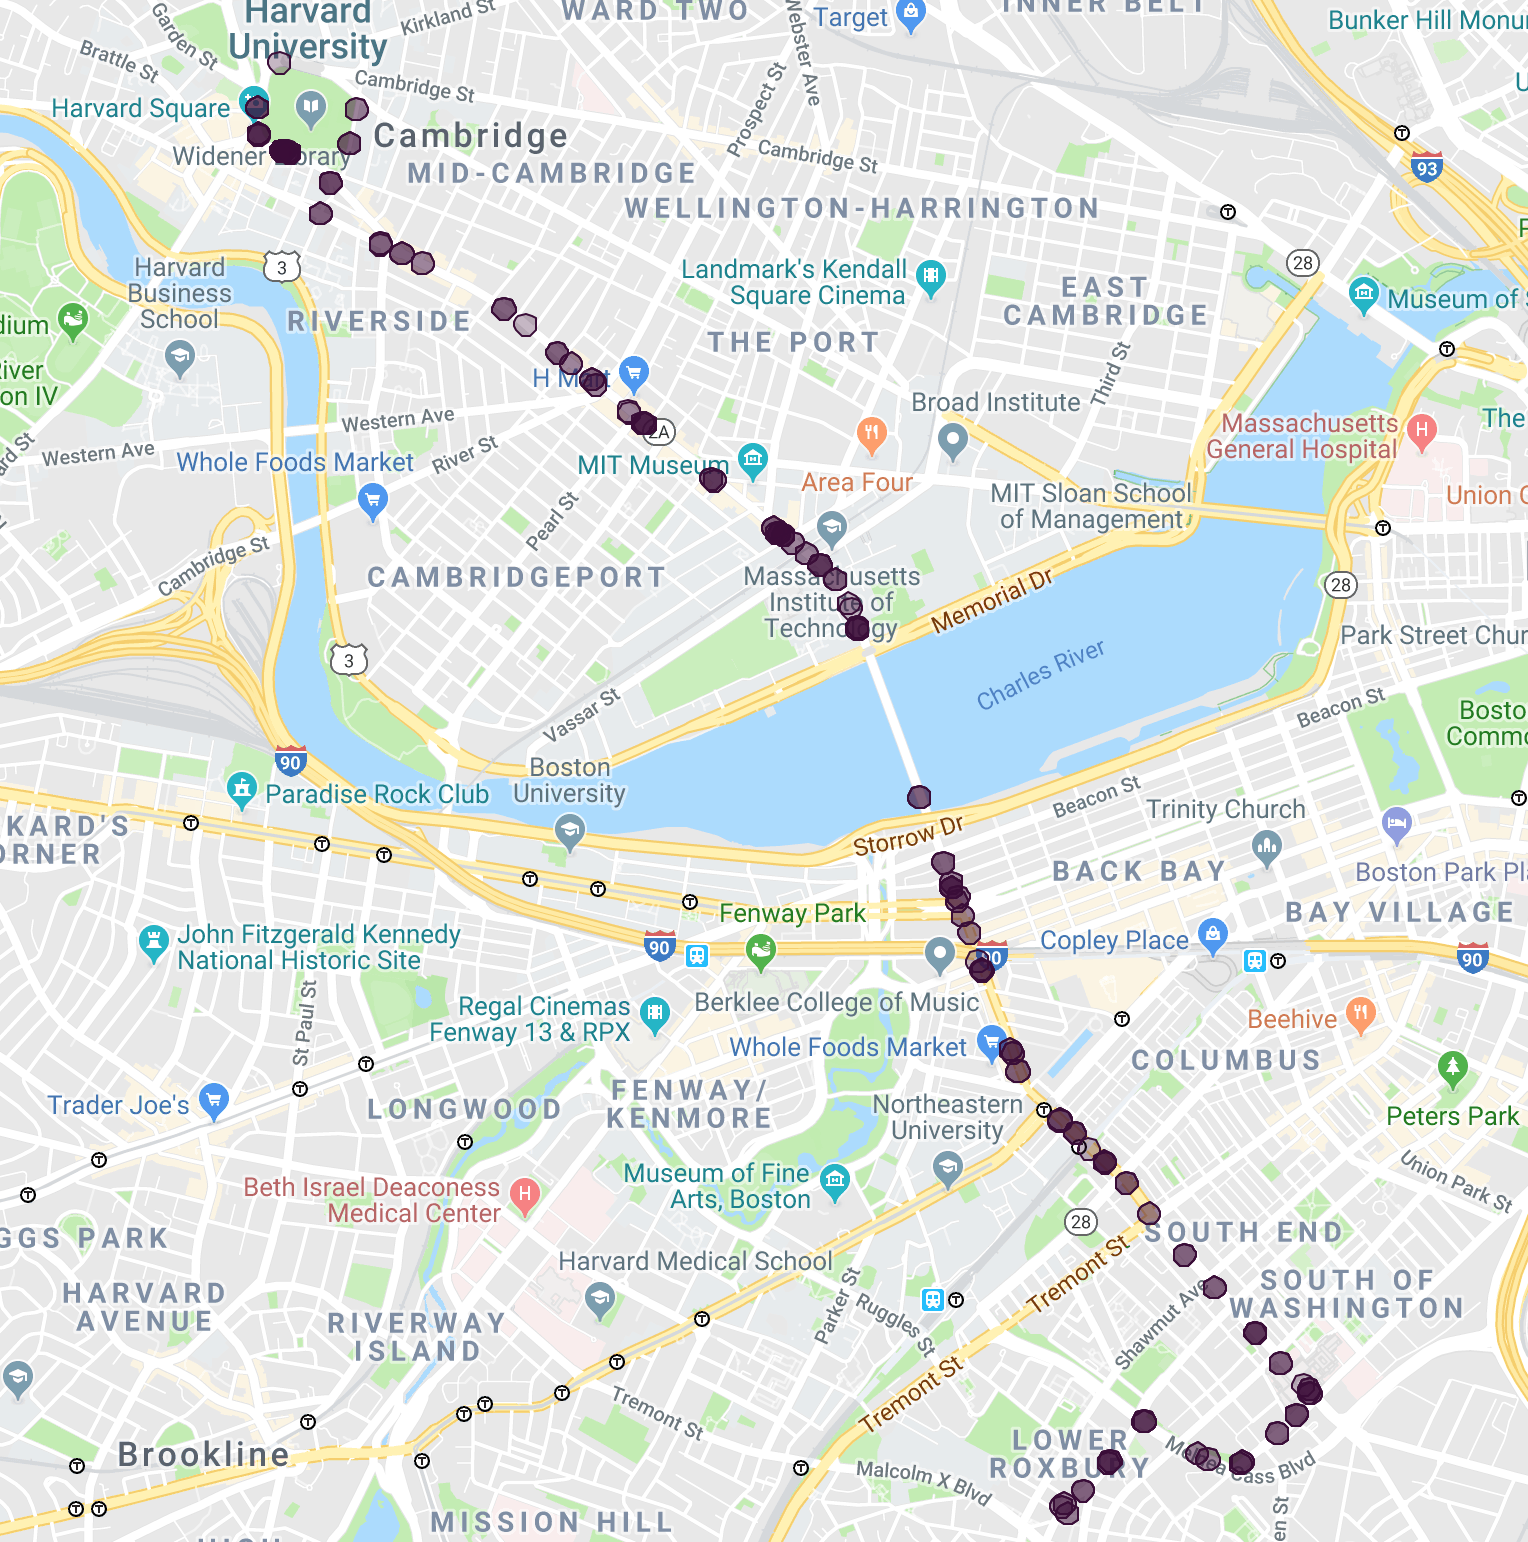 Harvard
University
Kirkland St
WARD TWO
Target
INNER BELT
Bunker Hill Monu
Garden St
Brattle St
Webster Ave
Cambridge St
Prospect St
Harvard Square
Cambridge
Widener Library
MID-CAMBRIDGE
Cambridge St
93
WELLINGTON-HARRINGTON
Harvard
Business
School
3
28
Landmark's Kendall
Square Cinema
EAST
CAMBRIDGE
Museum of S
dium
RIVERSIDE
THE PORT
Third St
River
on IV
H Mart
Western Ave
Broad Institute
2A
Massachusetts
General Hospital
The
ard St
Western Ave
River St
Whole Foods Market
MIT Museum
Area Four
MIT Sloan School
of Management
Union O
Pearl St
Cambridge St
CAMBRIDGEPORT
Massachusetts
Institute of
Technology
Memorial Dr
28
Park Street Chur
3
Charles River
Vassar St
Beacon St
Bosto
Commo
90
Boston
University
Paradise Rock Club
Beacon St
Trinity Church
KARD'S
ORNER
Storrow Dr
BACK BAY
Boston Park Pla
Fenway Park
BAY VILLAGE
John Fitzgerald Kennedy
National Historic Site
90
90
Copley Place
90
St Paul St
Regal Cinemas
Fenway 13 & RPX
Berklee College of Music
Beehive
Whole Foods Market
COLUMBUS
Trader Joe's
LONGWOOD
FENWAY/
KENMORE
Northeastern
University
Peters Park
Museum of Fine
Arts, Boston
Union Park St
Beth Israel Deaconess
Medical Center
28
GGS PARK
SOUTH END
Harvard Medical School
Tremont St
HARVARD
AVENUE
Parker St
Ruggles St
SOUTH OF
WASHINGTON
RIVERWAY
ISLAND
Shawmut Ave
Tremont St
Tremont St
Brookline
LOWER
ROXBURY
Melnea Cass Blvd
Malcolm X Blvd
MISSION HILL
en St